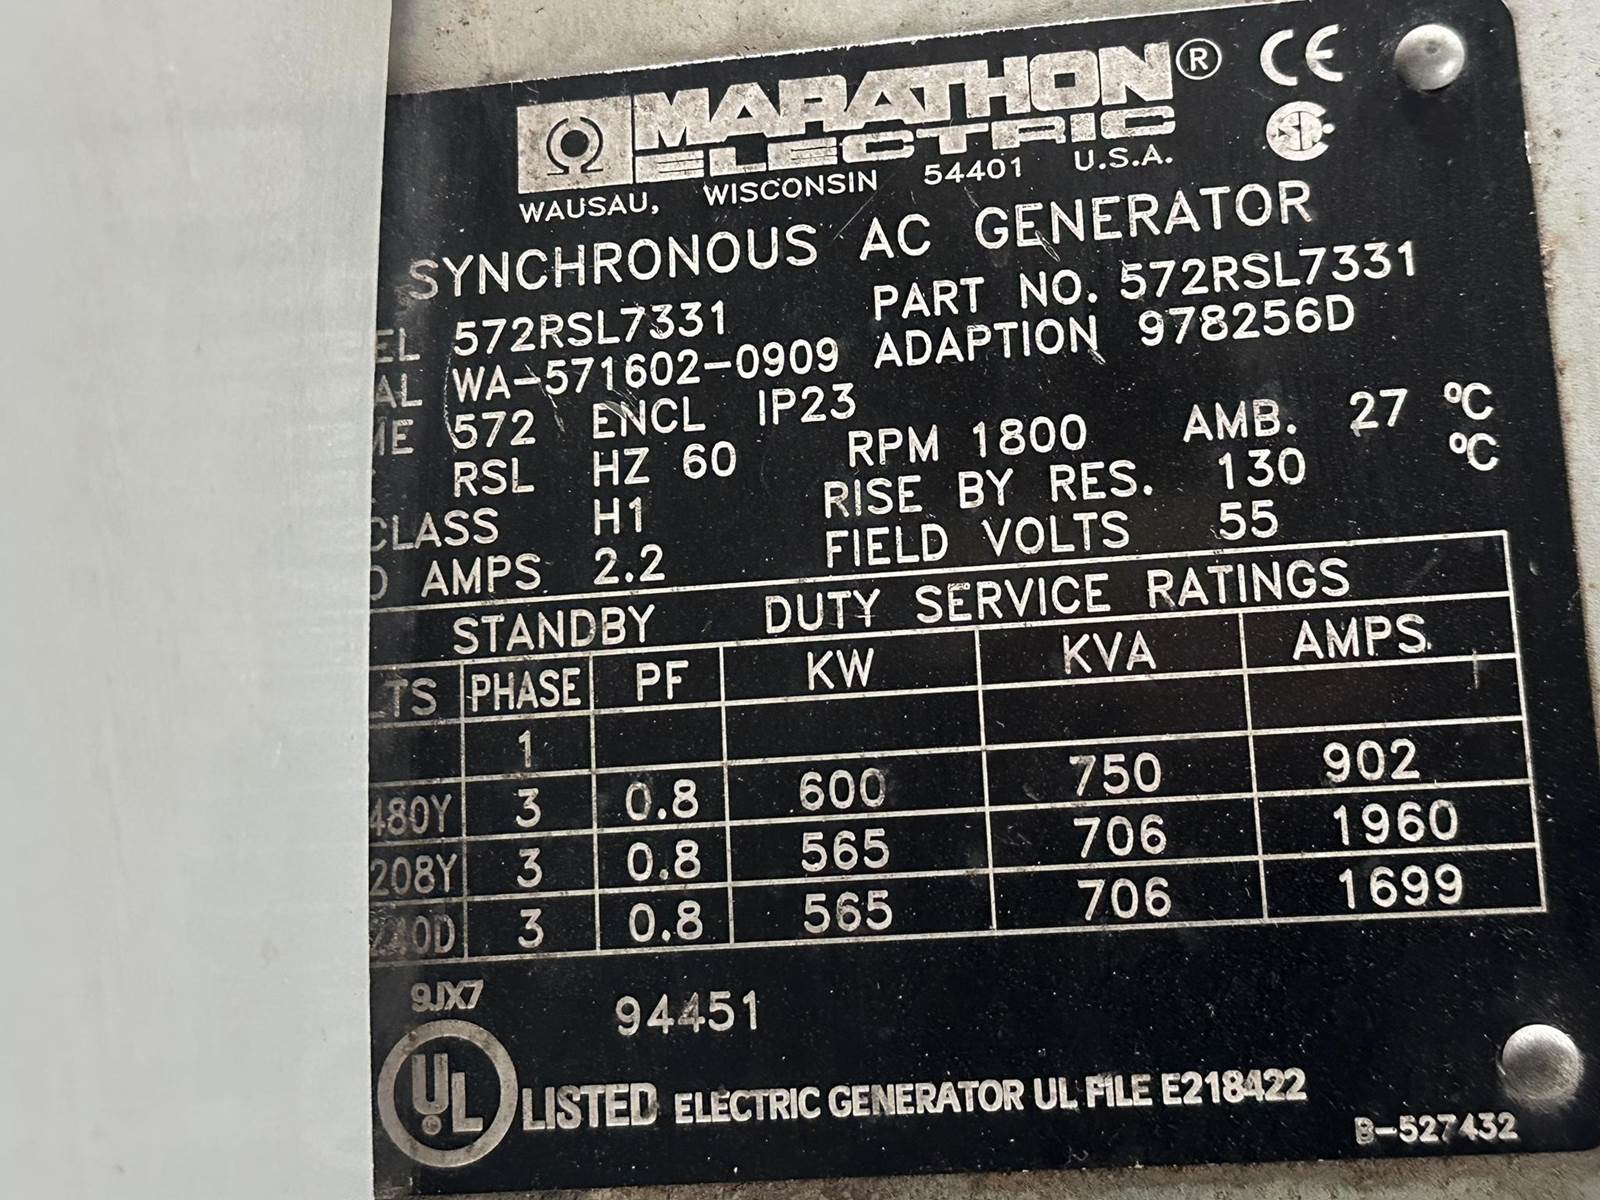 MARATHON® CE
ELECTRIC
WAUSAU, WISCONSIN 54401 U.S.A.
SYNCHRONOUS AC GENERATOR
EL 572RSL7331 PART NO. 572RSL7331
AL WA-571602-0909 ADAPTION 978256D
ME 572 ENCL IP23
RSL HZ 60 RPM 1800 AMB. 27 ºC
CLASS H1 RISE BY RES. 130 ºC
D AMPS 2.2 FIELD VOLTS 55
STANDBY DUTY SERVICE RATINGS
LTS PHASE PF KW KVA AMPS
1
480Y 3 0.8 600 750 902
208Y 3 0.8 565 706 1960
240D 3 0.8 565 706 1699
9JX7 94451
UL LISTED ELECTRIC GENERATOR UL FILE E218422
B-527432